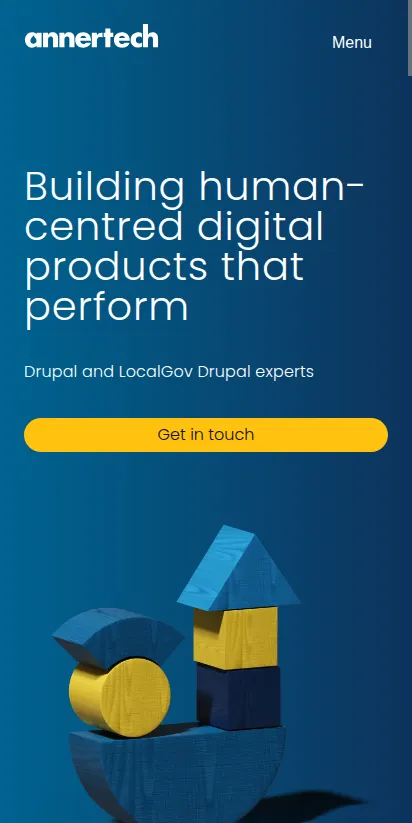 annertech
Menu
Building human-
centred digital
products that
perform
Drupal and LocalGov Drupal experts
Get in touch